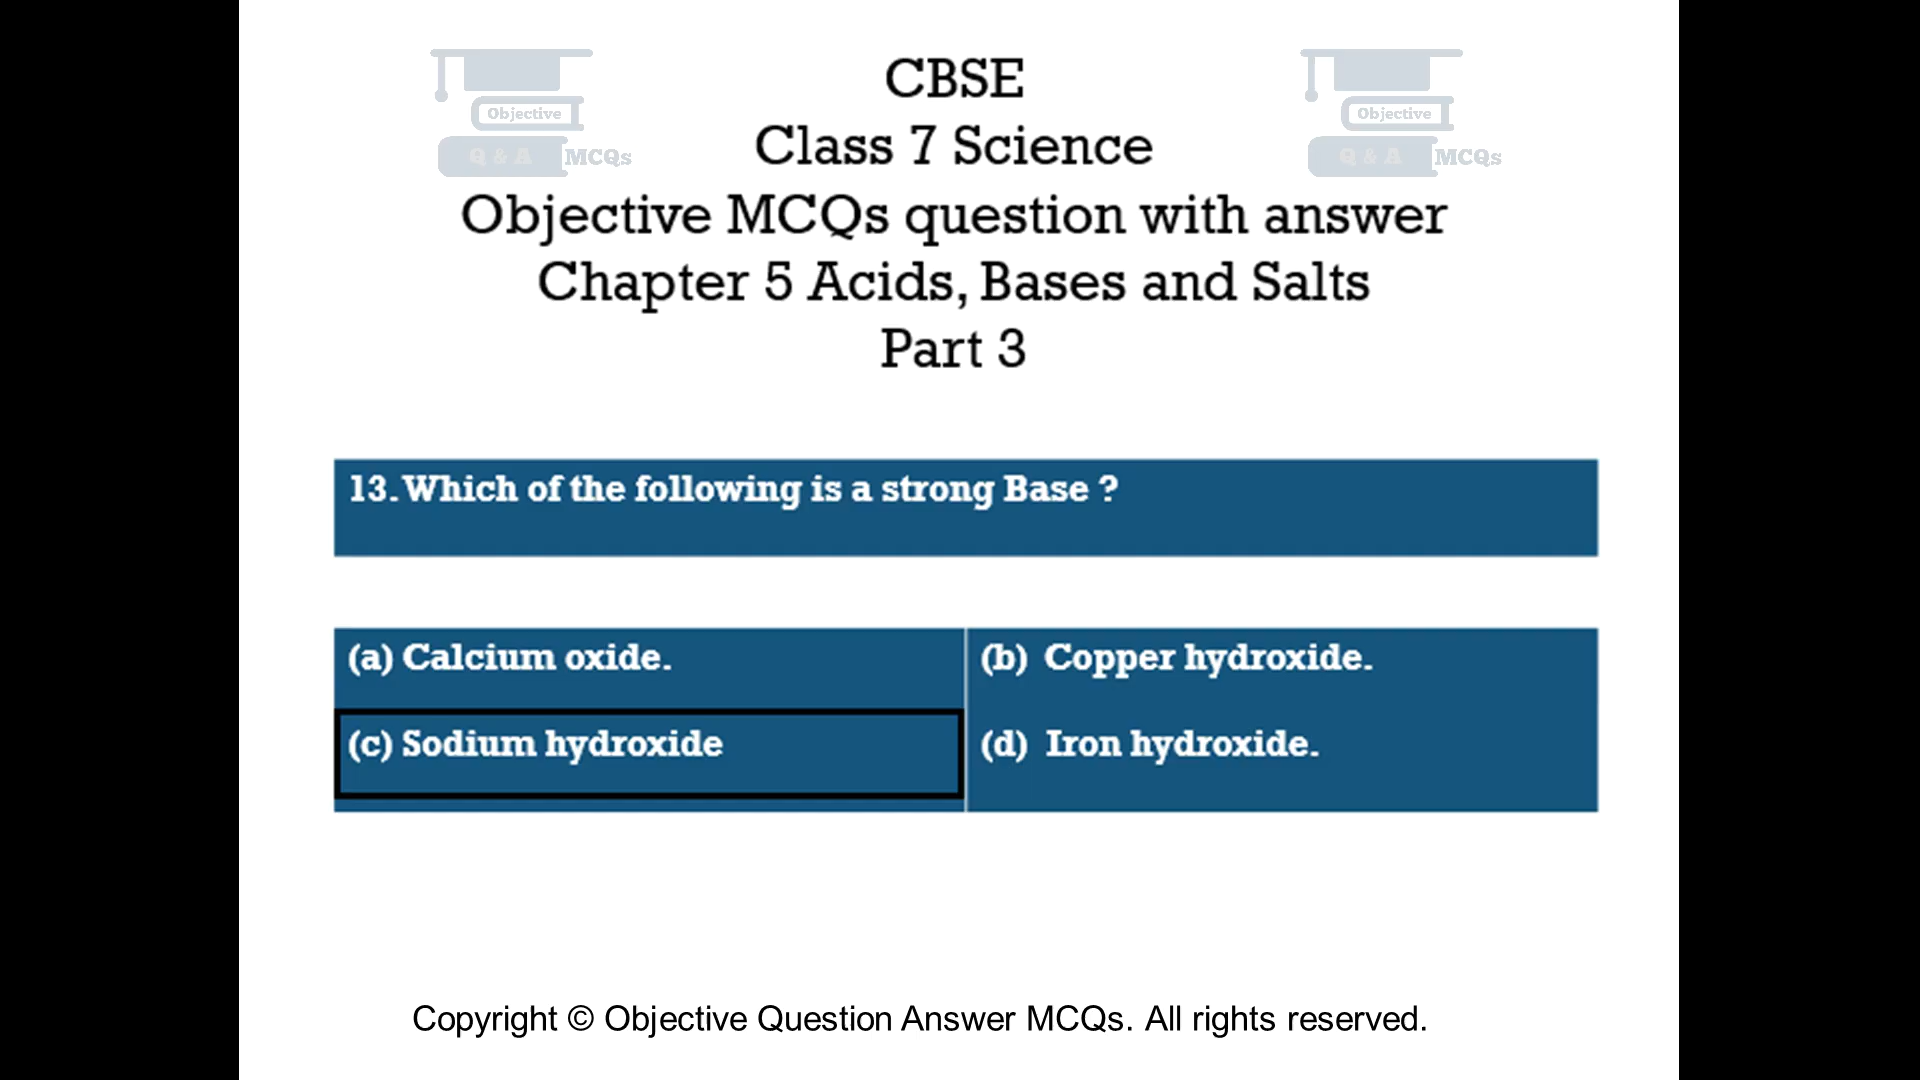 CBSE
Class 7 Science
Objective MCQs question with answer
Chapter 5 Acids, Bases and Salts
Part 3
Objective
Q & A MCQs
Objective
Q & A MCQs
13. Which of the following is a strong Base ?
(a) Calcium oxide.
(b) Copper hydroxide.
(c) Sodium hydroxide
(d) Iron hydroxide.
Copyright © Objective Question Answer MCQs. All rights reserved.